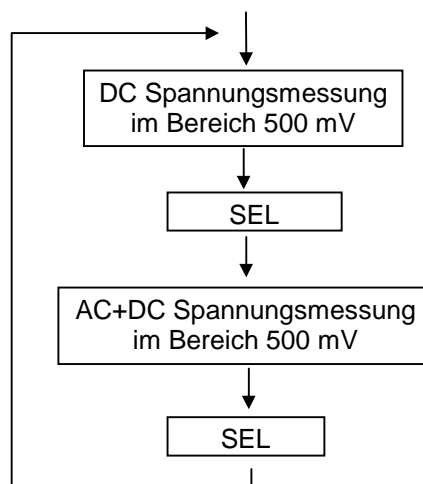 DC Spannungsmessung
im Bereich 500 mV
SEL
AC+DC Spannungsmessung
im Bereich 500 mV
SEL